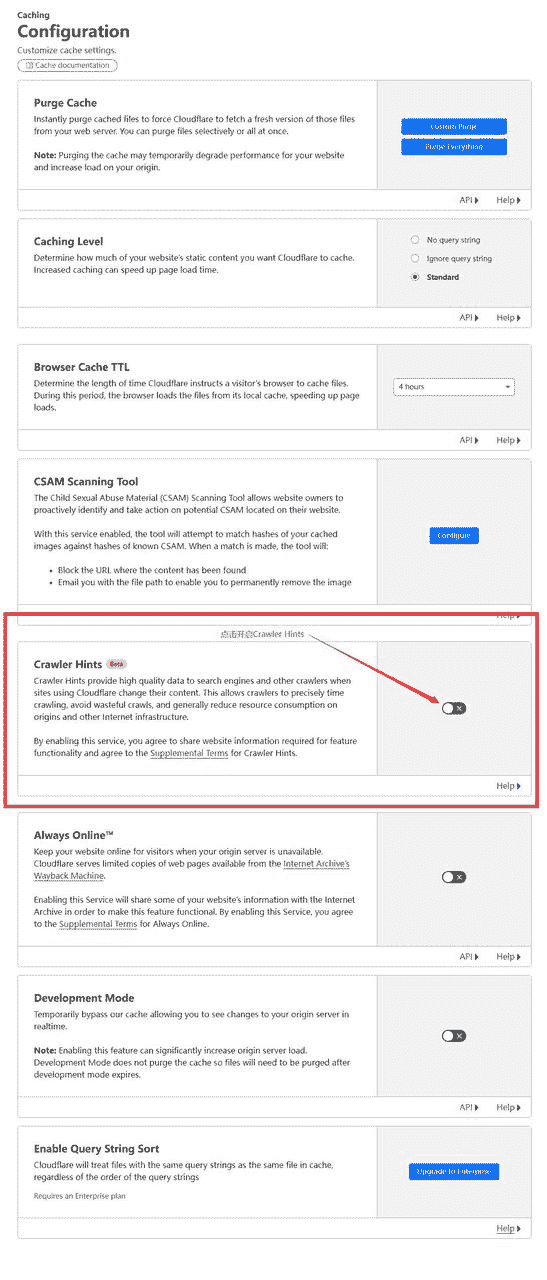 Caching
Configuration
Customize cache settings.
Cache documentation
Purge Cache
Instantly purge cached files to force Cloudflare to fetch a fresh version of those files
from your web server. You can purge files selectively or all at once.
Note: Purging the cache may temporarily degrade performance for your website
and increase load on your origin.
Custom Purge
Purge Everything
API
Help
Caching Level
Determine how much of your website's static content you want Cloudflare to cache.
Increased caching can speed up page load time.
No query string
Ignore query string
Standard
API
Help
Browser Cache TTL
Determine the length of time Cloudflare instructs a visitor's browser to cache files.
During this period, the browser loads the files from its local cache, speeding up page
loads.
4 hours
API
Help
CSAM Scanning Tool
The Child Sexual Abuse Material (CSAM) Scanning Tool allows website owners to
proactively identify and take action on potential CSAM located on their website.
With this service enabled, the tool will attempt to match hashes of your cached
images against hashes of known CSAM. When a match is made, the tool will:
• Block the URL where the content has been found
• Email you with the file path to enable you to permanently remove the image
Configure
Help
点击开启Crawler Hints
Crawler Hints Beta
Crawler Hints provide high quality data to search engines and other crawlers when
sites using Cloudflare change their content. This allows crawlers to precisely time
crawling, avoid wasteful crawls, and generally reduce resource consumption on
origins and other Internet infrastructure.
By enabling this service, you agree to share website information required for feature
functionality and agree to the Supplemental Terms for Crawler Hints.
Help
Always Online™
Keep your website online for visitors when your origin server is unavailable.
Cloudflare serves limited copies of web pages available from the Internet Archive's
Wayback Machine.
Enabling this Service will share some of your website's information with the Internet
Archive in order to make this feature functional. By enabling this Service, you agree
to the Supplemental Terms for Always Online.
API
Help
Development Mode
Temporarily bypass our cache allowing you to see changes to your origin server in
realtime.
Note: Enabling this feature can significantly increase origin server load.
Development Mode does not purge the cache so files will need to be purged after
development mode expires.
API
Help
Enable Query String Sort
Cloudflare will treat files with the same query strings as the same file in cache,
regardless of the order of the query strings
Requires an Enterprise plan
Upgrade to Enterprise
Help